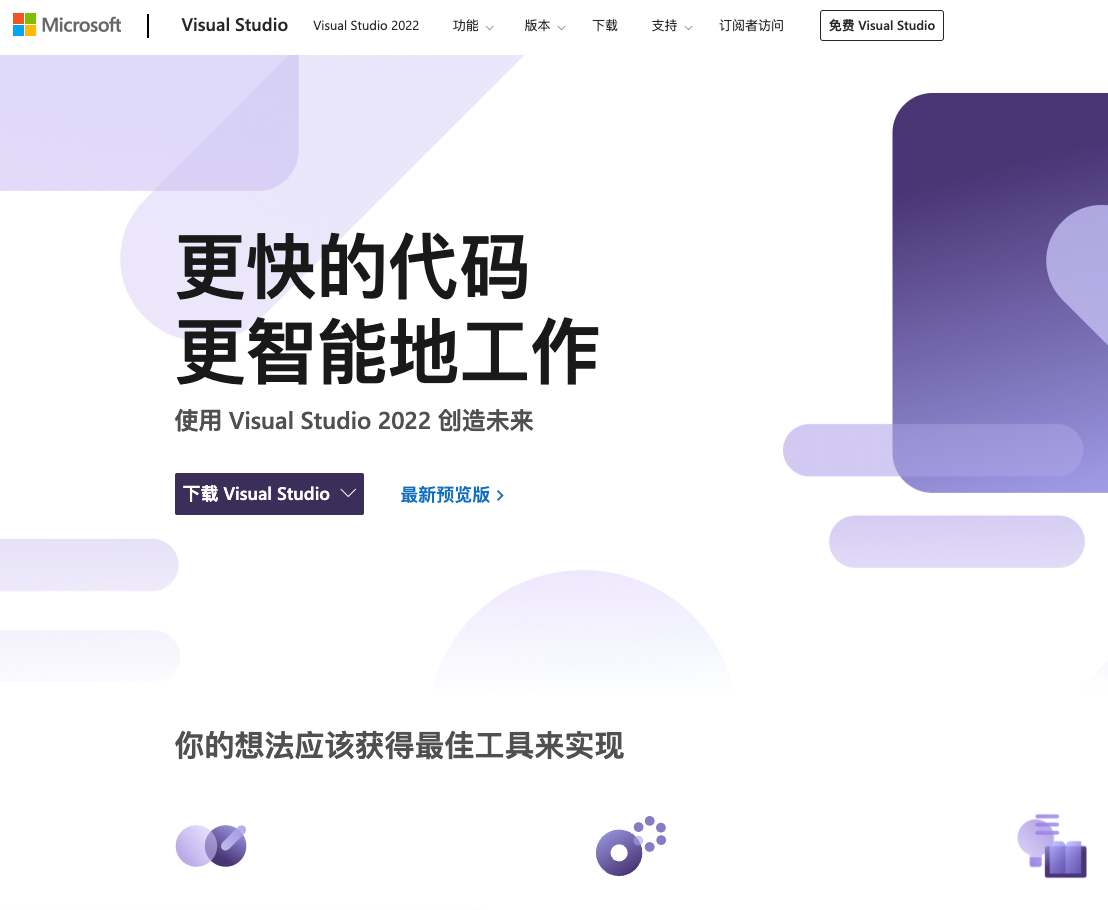 Microsoft
Visual Studio
Visual Studio 2022
功能
版本
下载
支持
订阅者访问
免费 Visual Studio
更快的代码
更智能地工作
使用 Visual Studio 2022 创造未来
下载 Visual Studio
最新预览版
你的想法应该获得最佳工具来实现